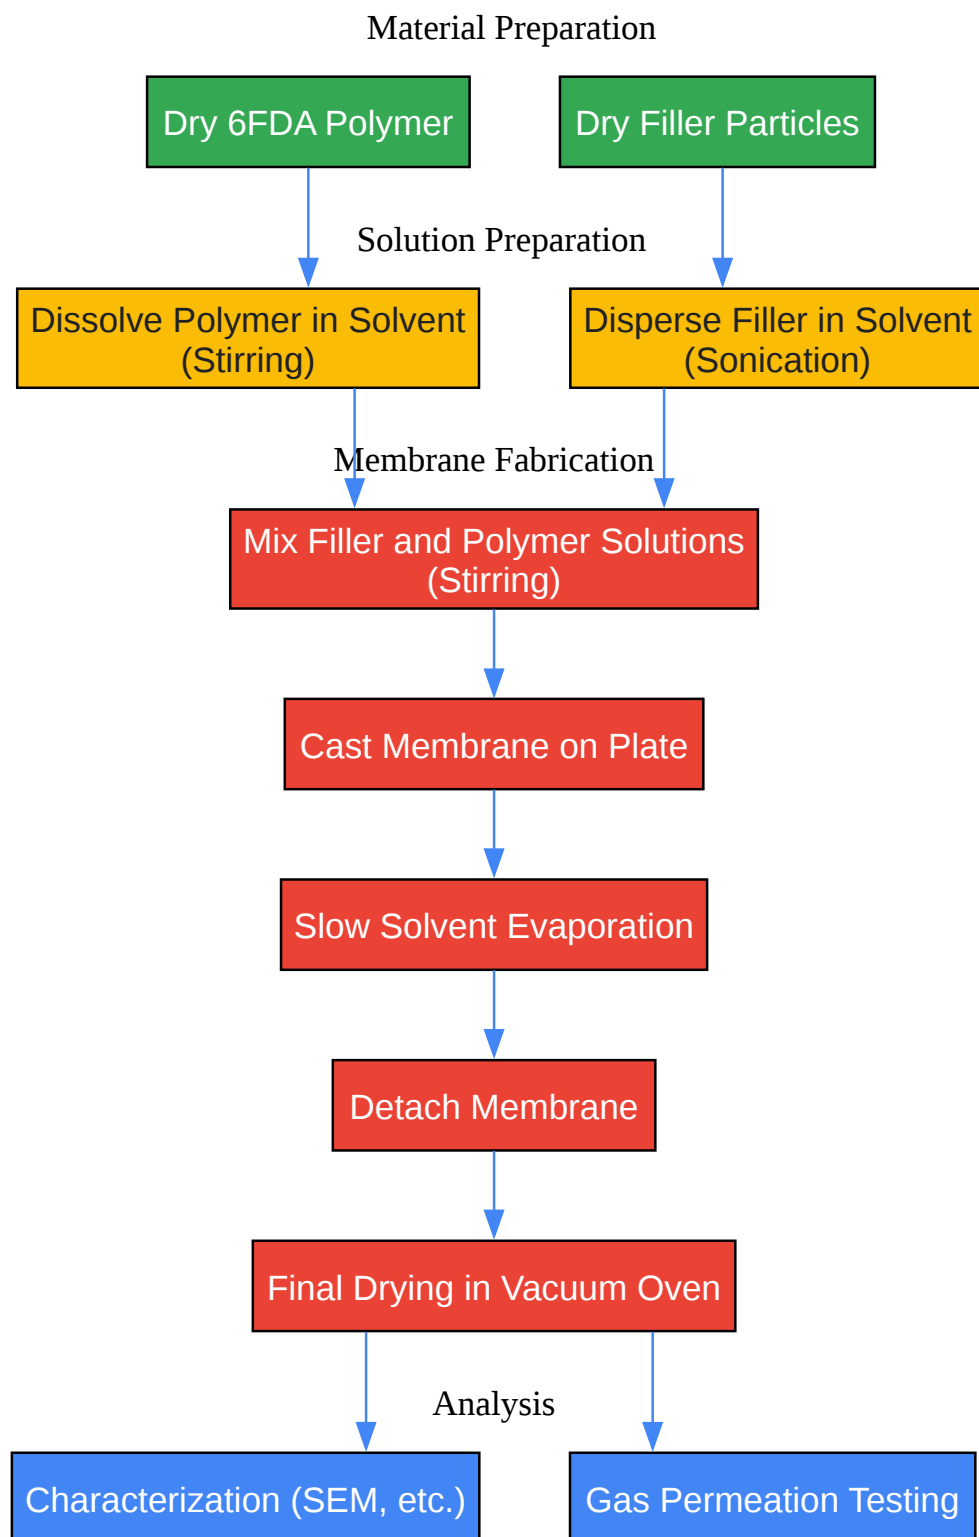 Material Preparation
Dry 6FDA Polymer
Dry Filler Particles
Solution Preparation
Dissolve Polymer in Solvent
(Stirring)
Disperse Filler in Solvent
(Sonication)
Membrane Fabrication
Mix Filler and Polymer Solutions
(Stirring)
Cast Membrane on Plate
Slow Solvent Evaporation
Detach Membrane
Final Drying in Vacuum Oven
Analysis
Characterization (SEM, etc.)
Gas Permeation Testing